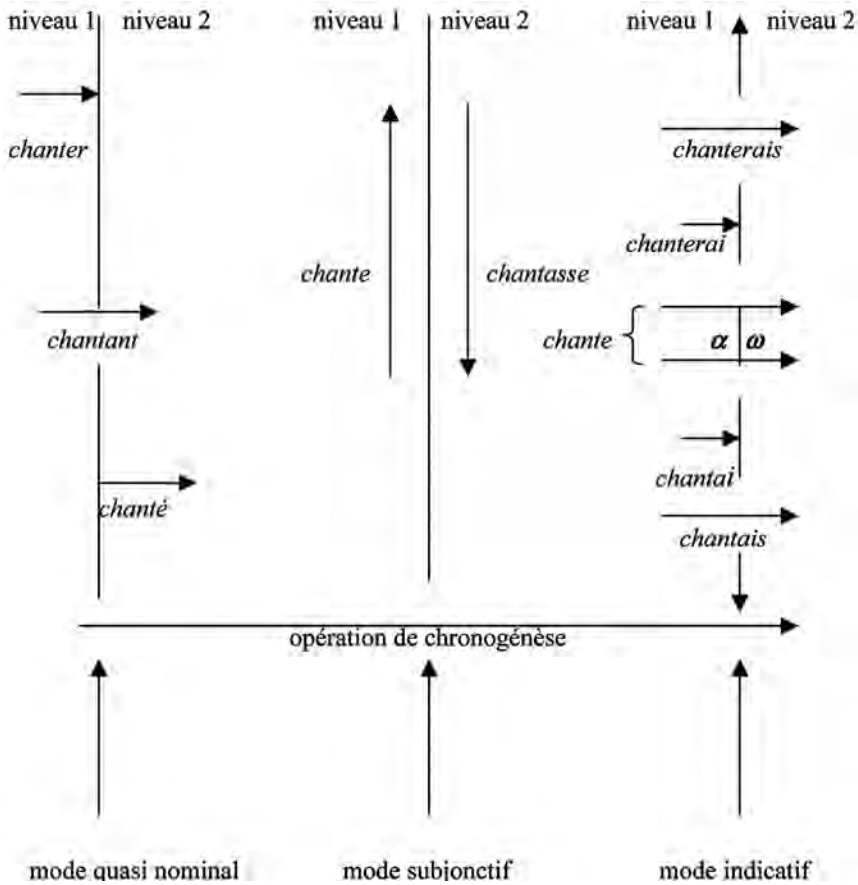 niveau 1 niveau 2 niveau 1 niveau 2 niveau 1 niveau 2
chanter
chanterais
chanterai
chante
chantasse
chantant
chante
α ω
chantai
chanté
chantais
opération de chronogénèse
mode quasi nominal mode subjonctif mode indicatif